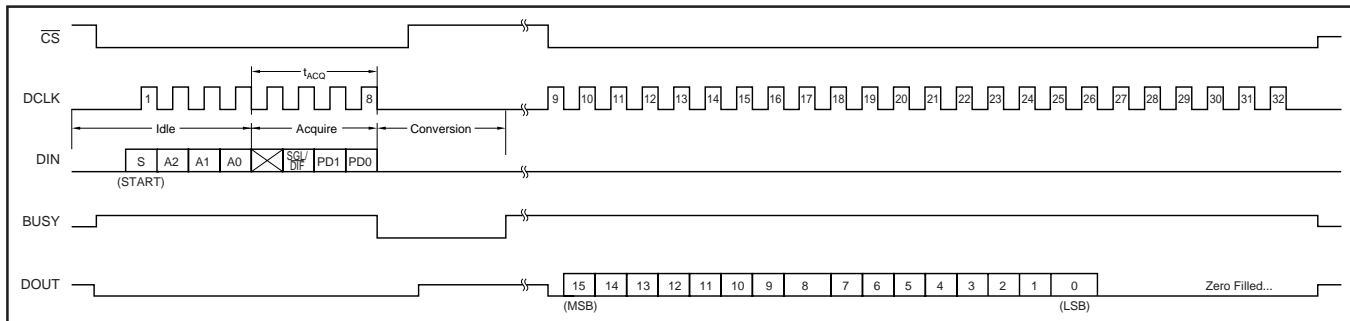 CS
tACQ
DCLK 1 8 9 10 11 12 13 14 15 16 17 18 19 20 21 22 23 24 25 26 27 28 29 30 31 32
Idle Acquire Conversion
DIN S A2 A1 A0 SGL/DIF PD1 PD0
(START)
BUSY
DOUT 15 14 13 12 11 10 9 8 7 6 5 4 3 2 1 0 Zero Filled...
(MSB) (LSB)